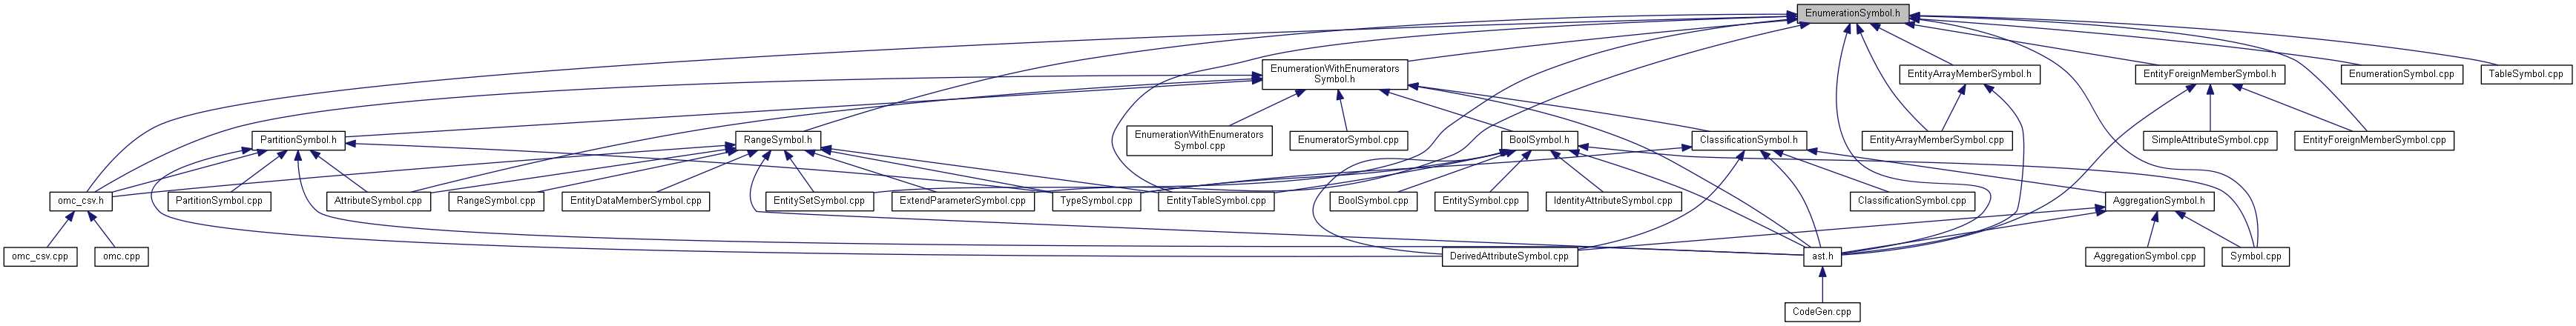 EnumerationSymbol.h
EnumerationWithEnumerators
Symbol.h
EntityArrayMemberSymbol.h
EntityForeignMemberSymbol.h
EnumerationSymbol.cpp
TableSymbol.cpp
PartitionSymbol.h
RangeSymbol.h
EnumerationWithEnumerators
Symbol.cpp
EnumeratorSymbol.cpp
BoolSymbol.h
ClassificationSymbol.h
EntityArrayMemberSymbol.cpp
SimpleAttributeSymbol.cpp
EntityForeignMemberSymbol.cpp
omc_csv.h
PartitionSymbol.cpp
AttributeSymbol.cpp
RangeSymbol.cpp
EntityDataMemberSymbol.cpp
EntitySetSymbol.cpp
ExtendParameterSymbol.cpp
TypeSymbol.cpp
EntityTableSymbol.cpp
BoolSymbol.cpp
EntitySymbol.cpp
IdentityAttributeSymbol.cpp
ClassificationSymbol.cpp
AggregationSymbol.h
omc_csv.cpp
omc.cpp
DerivedAttributeSymbol.cpp
ast.h
AggregationSymbol.cpp
Symbol.cpp
CodeGen.cpp